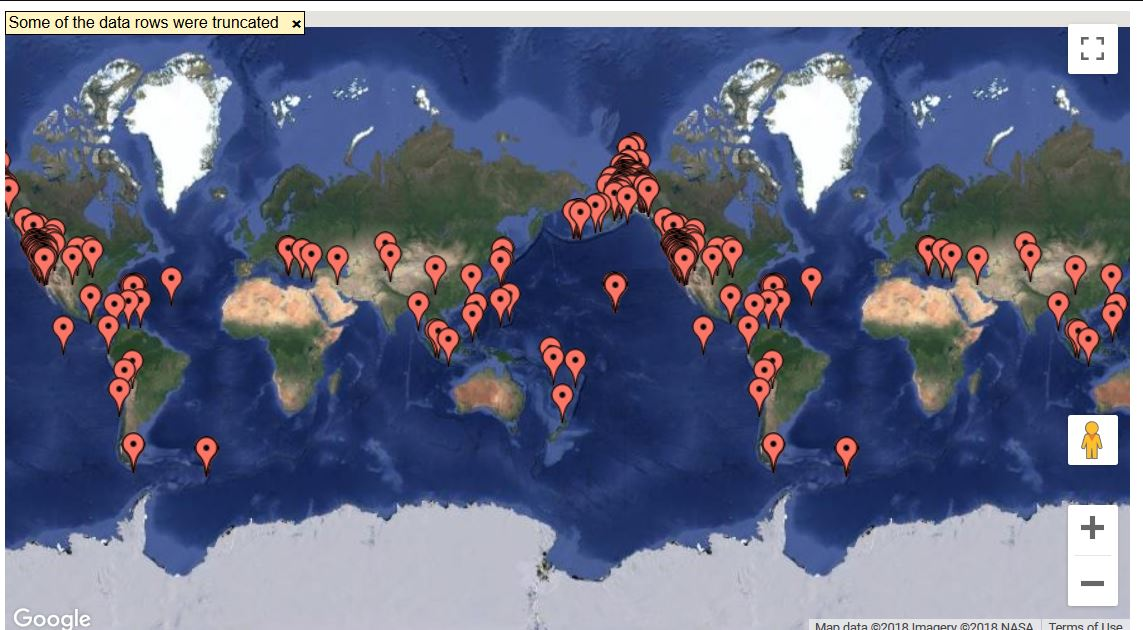 Some of the data rows were truncated ×
Google
Map data ©2018 Imagery ©2018 NASA
Terms of Use